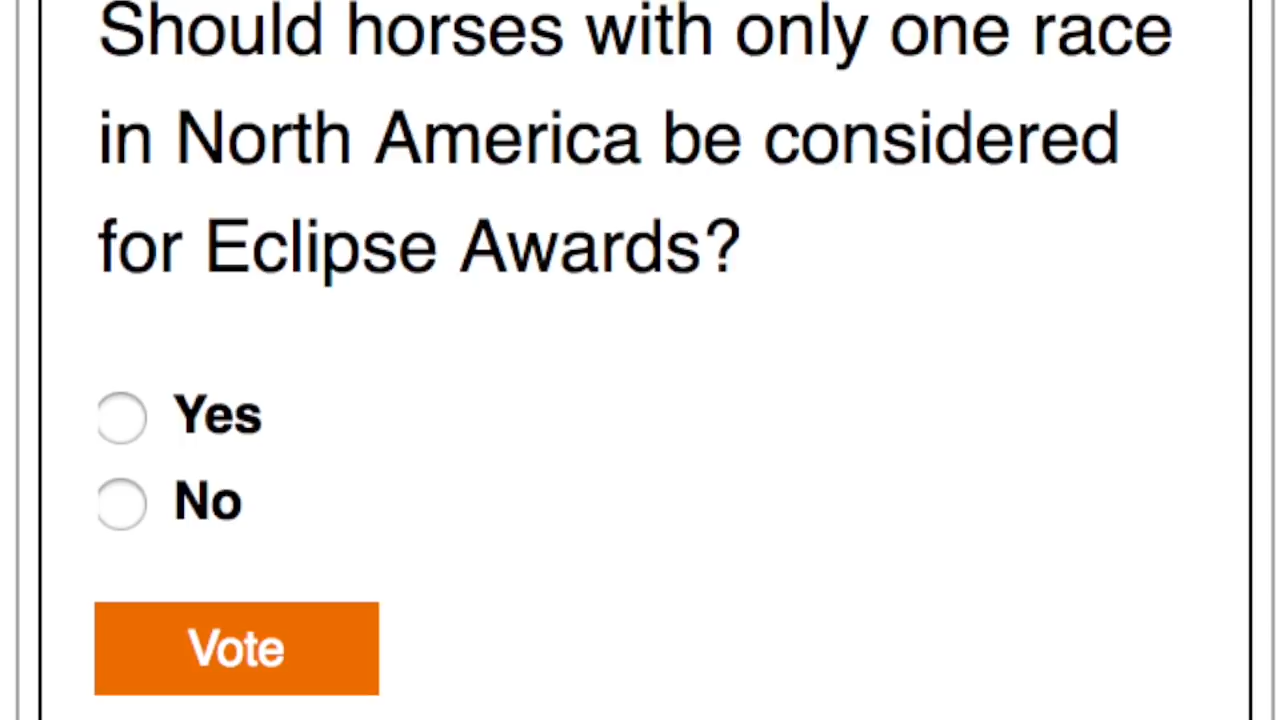 Should horses with only one race
in North America be considered
for Eclipse Awards?
Yes
No
Vote